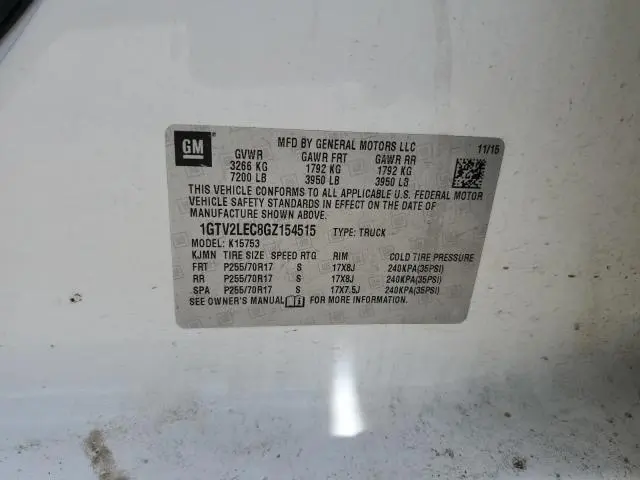 GM
MFD BY GENERAL MOTORS LLC 11/15
GVWR GAWR FRT GAWR RR
3266 KG 1792 KG 1792 KG
7200 LB 3950 LB 3950 LB
THIS VEHICLE CONFORMS TO ALL APPLICABLE U.S. FEDERAL MOTOR
VEHICLE SAFETY STANDARDS IN EFFECT ON THE DATE OF
MANUFACTURE SHOWN ABOVE.
1GTV2LEC8GZ154515 TYPE: TRUCK
MODEL: K15753
KJMN TIRE SIZE SPEED RTG RIM COLD TIRE PRESSURE
FRT P255/70R17 S 17X8J 240KPA(35PSI)
RR P255/70R17 S 17X8J 240KPA(35PSI)
SPA P255/70R17 S 17X7.5J 240KPA(35PSI)
SEE OWNER'S MANUAL FOR MORE INFORMATION.